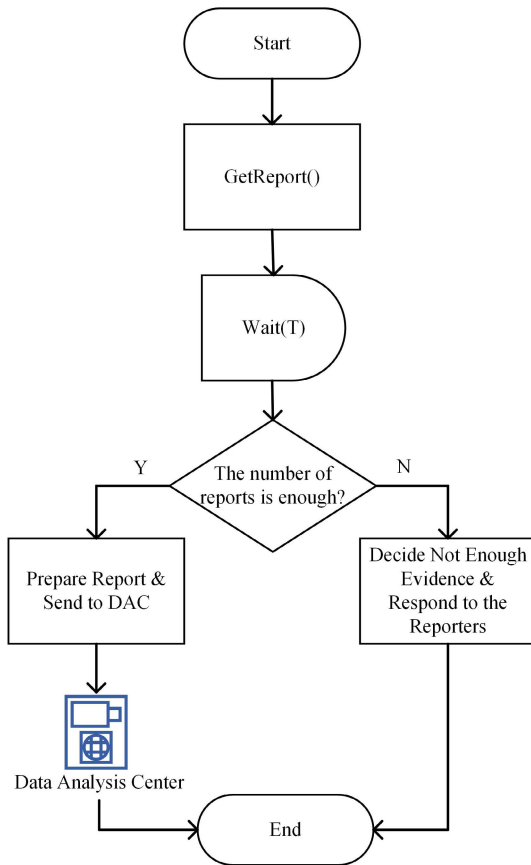 Start
GetReport()
Wait(T)
The number of
reports is enough?
Y
N
Prepare Report &
Send to DAC
Decide Not Enough
Evidence &
Respond to the
Reporters
Data Analysis Center
End